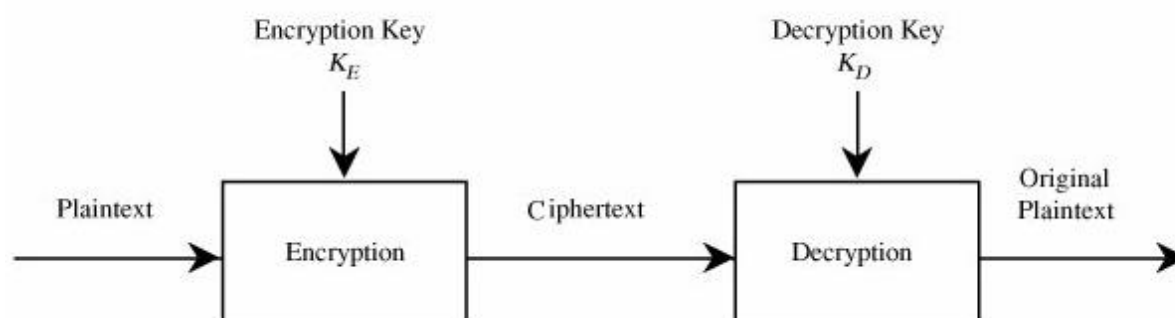 Encryption Key
K_E
Decryption Key
K_D
Plaintext
Encryption
Ciphertext
Decryption
Original
Plaintext